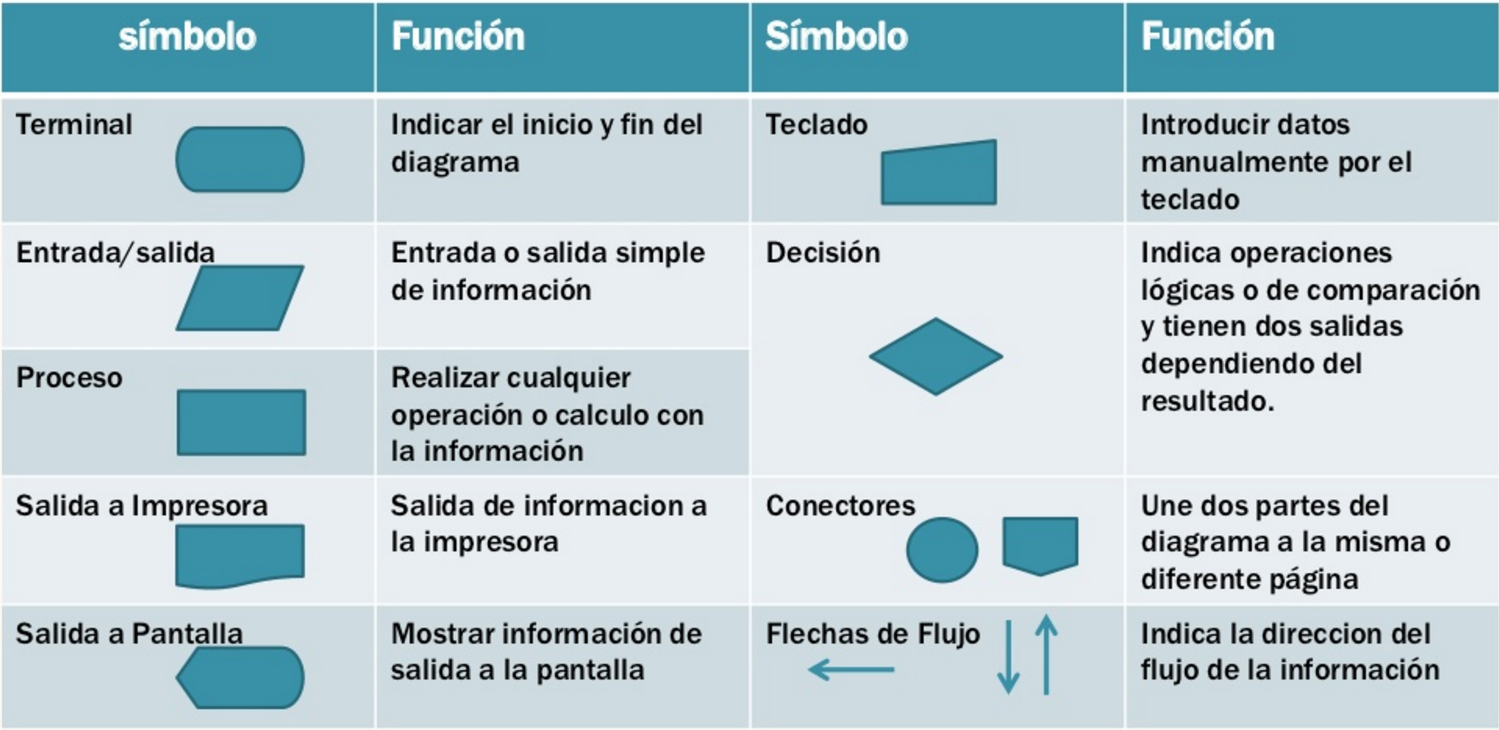 símbolo
Función
Símbolo
Función
Terminal
Indicar el inicio y fin del
diagrama
Teclado
Introducir datos
manualmente por el
teclado
Entrada/salida
Entrada o salida simple
de información
Decisión
Indica operaciones
lógicas o de comparación
y tienen dos salidas
dependiendo del
resultado.
Proceso
Realizar cualquier
operación o calculo con
la información
Salida a Impresora
Salida de informacion a
la impresora
Conectores
Une dos partes del
diagrama a la misma o
diferente página
Salida a Pantalla
Mostrar información de
salida a la pantalla
Flechas de Flujo
Indica la direccion del
flujo de la información